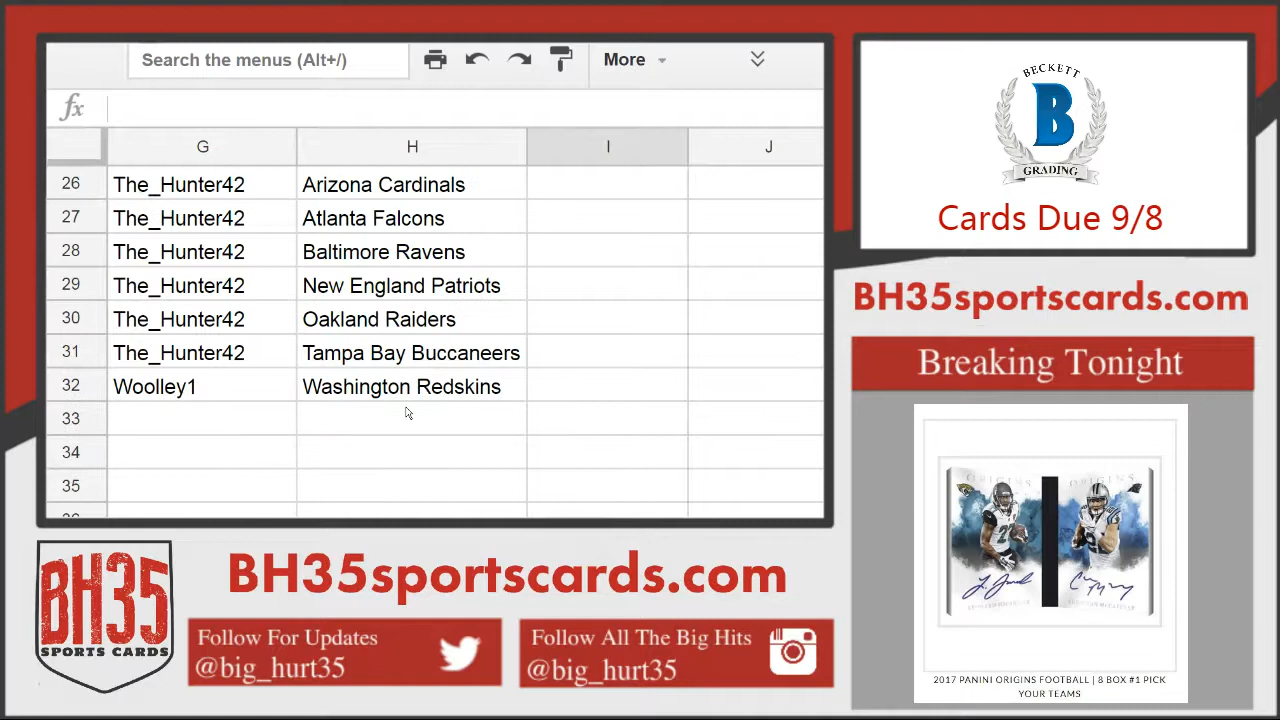 Search the menus (Alt+/)
More
fx
G H I J
26 The_Hunter42 Arizona Cardinals
27 The_Hunter42 Atlanta Falcons
28 The_Hunter42 Baltimore Ravens
29 The_Hunter42 New England Patriots
30 The_Hunter42 Oakland Raiders
31 The_Hunter42 Tampa Bay Buccaneers
32 Woolley1 Washington Redskins
33
34
35
BECKETT
B
GRADING
Cards Due 9/8
BH35sportscards.com
Breaking Tonight
ORIGINS ORIGINS
2017 PANINI ORIGINS FOOTBALL | 8 BOX #1 PICK
YOUR TEAMS
BH35
SPORTS CARDS
BH35sportscards.com
Follow For Updates
@big_hurt35
Follow All The Big Hits
@big_hurt35